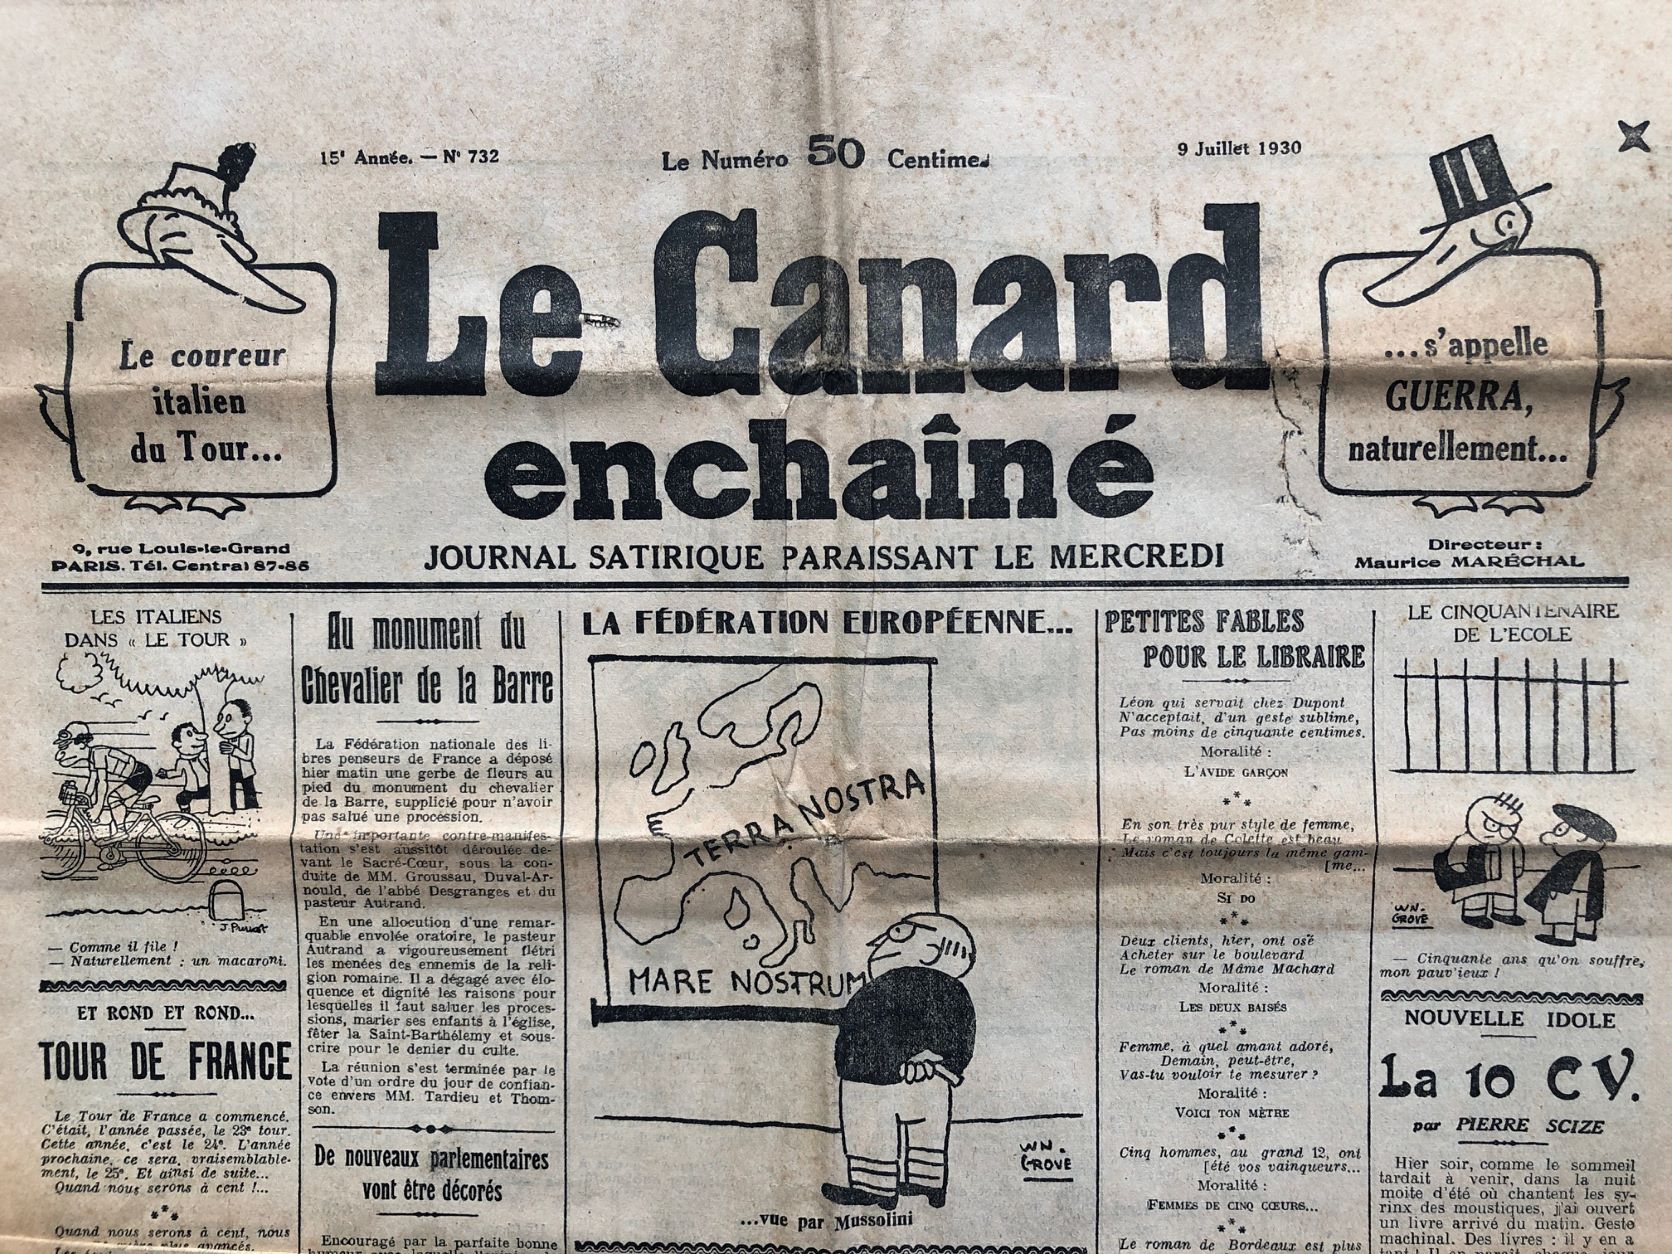 15e Année. — No 732
Le Numéro 50 Centimes
9 Juillet 1930
Le coureur
italien
du Tour...
Le Canard
enchaîné
...s'appelle
GUERRA,
naturellement...
9, rue Louis-le-Grand
PARIS. Tél. Central 87-86
JOURNAL SATIRIQUE PARAISSANT LE MERCREDI
Directeur :
Maurice MARÉCHAL
LES ITALIENS
DANS « LE TOUR »
— Comme il file !
— Naturellement : un macaroni.
ET ROND ET ROND...
TOUR DE FRANCE
Le Tour de France a commencé.
C'était, l'année passée, le 23e tour.
Cette année, c'est le 24e. L'année
prochaine, ce sera, vraisemblable-
ment, le 25e. Et ainsi de suite...
Quand nous serons à cent !...
Quand nous serons à cent, nous
Au monument du
Chevalier de la Barre
La Fédération nationale des li-
bres penseurs de France a déposé
hier matin une gerbe de fleurs au
pied du monument du chevalier
de la Barre, supplicié pour n'avoir
pas salué une procession.
Une importante contre-manifes-
tation s'est aussitôt déroulée de-
vant le Sacré-Cœur, sous la con-
duite de MM. Groussau, Duval-Ar-
nould, de l'abbé Desgranges et du
pasteur Autrand.
En une allocution d'une remar-
quable envolée oratoire, le pasteur
Autrand a vigoureusement flétri
les menées des ennemis de la reli-
gion romaine. Il a dégagé avec élo-
quence et dignité les raisons pour
lesquelles il faut saluer les proces-
sions, marier ses enfants à l'église,
fêter la Saint-Barthélemy et sous-
crire pour le denier du culte.
La réunion s'est terminée par le
vote d'un ordre du jour de confian-
ce envers MM. Tardieu et Thom-
son.
De nouveaux parlementaires
vont être décorés
Encouragé par la parfaite bonne
LA FÉDÉRATION EUROPÉENNE...
TERRA NOSTRA
MARE NOSTRUM
WN-
GROVE
...vue par Mussolini
PETITES FABLES
POUR LE LIBRAIRE
Léon qui servait chez Dupont
N'acceptait, d'un geste sublime,
Pas moins de cinquante centimes.
Moralité :
L'AVIDE GARÇON
En son très pur style de femme,
Le roman de Colette est beau
Mais c'est toujours la même gam-
[me...
Moralité :
SI DO
Deux clients, hier, ont osé
Acheter sur le boulevard
Le roman de Mâme Machard
Moralité :
LES DEUX BAISÉS
Femme, à quel amant adoré,
Demain, peut-être,
Vas-tu vouloir te mesurer ?
Moralité :
VOICI TON MÈTRE
Cinq hommes, au grand 12, ont
[été vos vainqueurs...
Moralité :
FEMMES DE CINQ CŒURS...
Le roman de Bordeaux est plus
LE CINQUANTENAIRE
DE L'ECOLE
WN-
GROVE
— Cinquante ans qu'on souffre,
mon pauv'ieux !
NOUVELLE IDOLE
La 10 CV.
par PIERRE SCIZE
Hier soir, comme le sommeil
tardait à venir, dans la nuit
moite d'été où chantent les sy-
rinx des moustiques, j'ai ouvert
un livre arrivé du matin. Geste
machinal. Des livres : il y en a